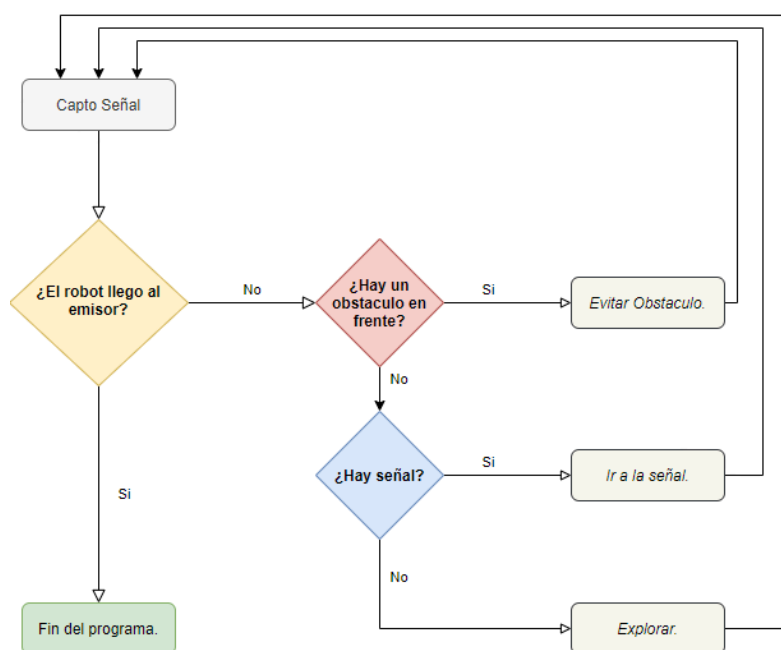 Capto Señal
¿El robot llego al
emisor?
No
¿Hay un
obstaculo en
frente?
Si
Evitar Obstaculo.
No
¿Hay señal?
Si
Ir a la señal.
Si
No
Fin del programa.
Explorar.